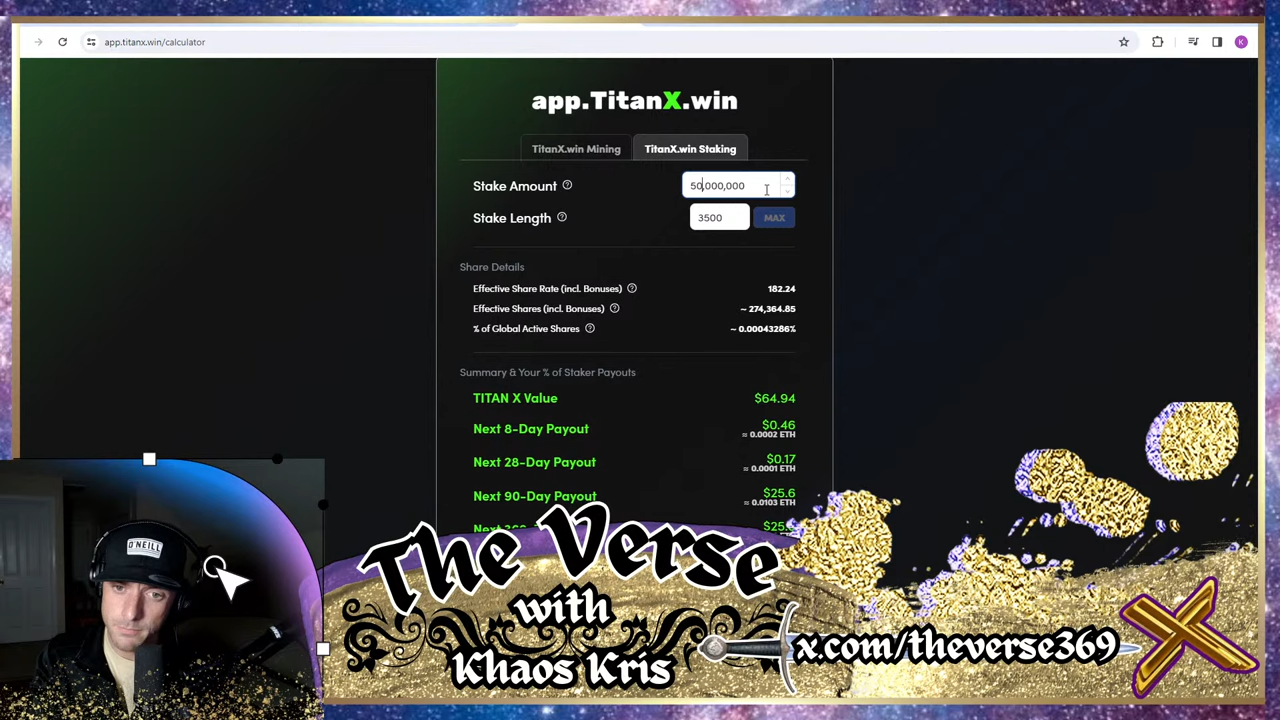 app.titanx.win/calculator
K
app.TitanX.win
TitanX.win Mining
TitanX.win Staking
Stake Amount ?
50,000,000
Stake Length ?
3500
MAX
Share Details
Effective Share Rate (incl. Bonuses) ?
182.24
Effective Shares (incl. Bonuses) ?
~ 274,364.85
% of Global Active Shares ?
~ 0.00043286%
Summary & Your % of Staker Payouts
TITAN X Value
$64.94
Next 8-Day Payout
$0.46
≈ 0.0002 ETH
Next 28-Day Payout
$0.17
≈ 0.0001 ETH
Next 90-Day Payout
$25.6
≈ 0.0103 ETH
$25.
O'NEILL
The Verse
with
Khaos Kris
x.com/theverse369
X